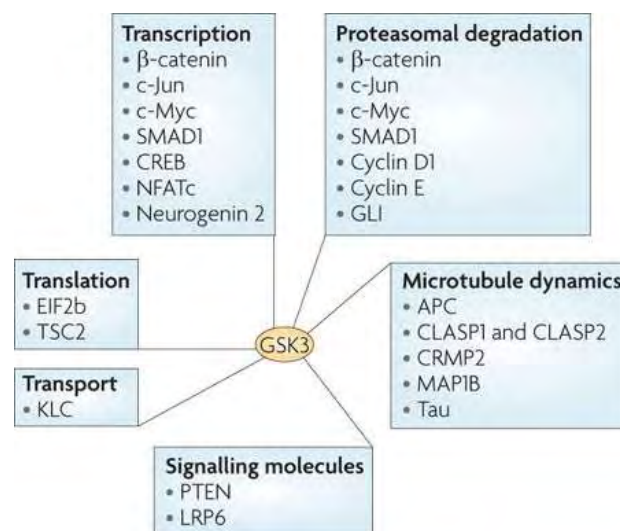 Transcription
• β-catenin
• c-Jun
• c-Myc
• SMAD1
• CREB
• NFATc
• Neurogenin 2
Proteasomal degradation
• β-catenin
• c-Jun
• c-Myc
• SMAD1
• Cyclin D1
• Cyclin E
• GLI
Translation
• EIF2b
• TSC2
GSK3
Microtubule dynamics
• APC
• CLASP1 and CLASP2
• CRMP2
• MAP1B
• Tau
Transport
• KLC
Signalling molecules
• PTEN
• LRP6